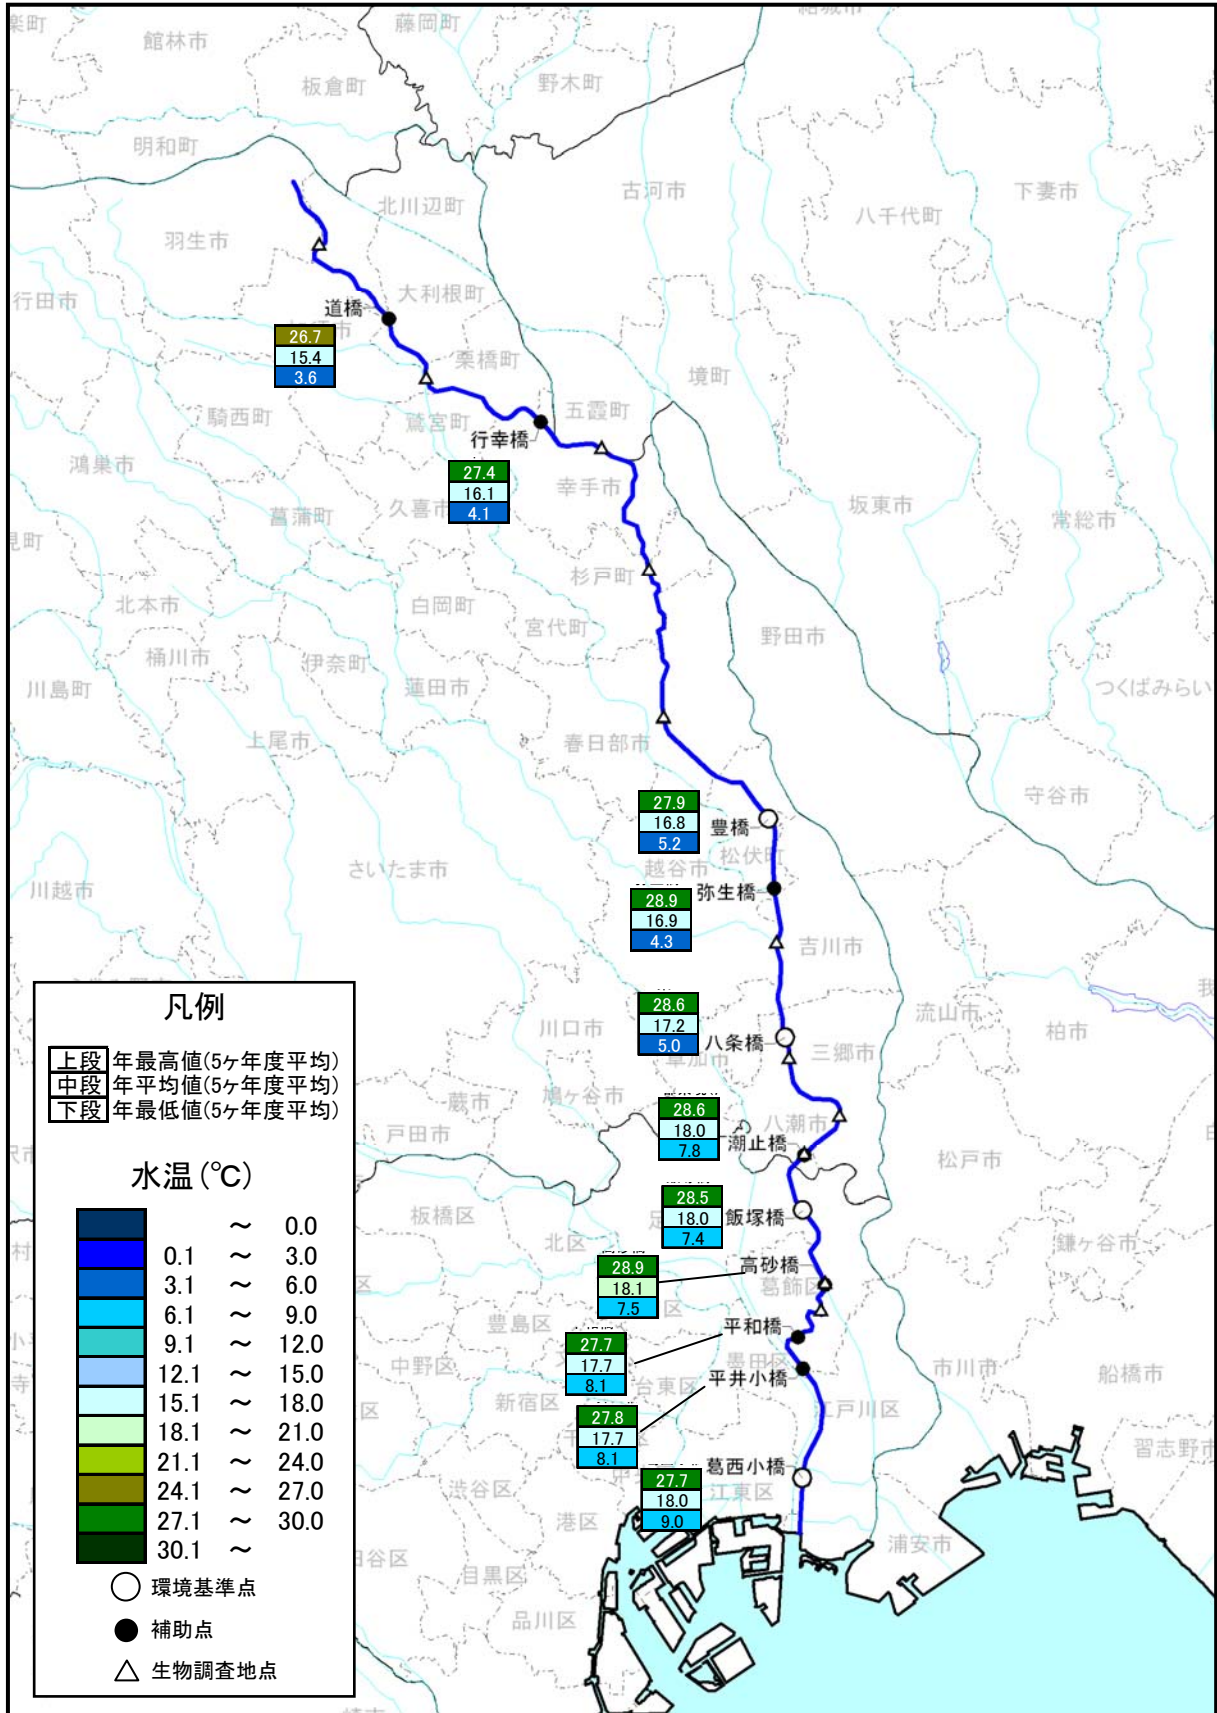 館林市
藤岡町
板倉町
野木町
明和町
古河市
下妻市
北川辺町
八千代町
羽生市
行田市
大利根町
道橋
26.7
15.4
3.6
栗橋町
境町
騎西町
鷲宮町
五霞町
行幸橋
鴻巣市
27.4
16.1
4.1
幸手市
菖蒲町
坂東市
常総市
杉戸町
北本市
白岡町
宮代町
野田市
桶川市
伊奈町
蓮田市
川島町
つくばみらい
上尾市
春日部市
守谷市
27.9
16.8
5.2
豊橋
松伏町
さいたま市
越谷市
川越市
弥生橋
28.9
16.9
4.3
吉川市
28.6
17.2
5.0
流山市
柏市
川口市
八条橋
三郷市
草加市
鳩ヶ谷市
蕨市
28.6
18.0
7.8
八潮市
戸田市
潮止橋
松戸市
28.5
18.0
7.4
飯塚橋
板橋区
北区
鎌ヶ谷市
高砂橋
28.9
18.1
7.5
葛飾区
豊島区
平和橋
27.7
17.7
8.1
中野区
墨田区
市川市
船橋市
平井小橋
台東区
新宿区
27.8
17.7
8.1
江戸川区
習志野市
葛西小橋
27.7
18.0
9.0
江東区
渋谷区
港区
浦安市
目黒区
品川区
凡例
上段 年最高値(5ヶ年度平均)
中段 年平均値(5ヶ年度平均)
下段 年最低値(5ヶ年度平均)
水温(℃)
～ 0.0
0.1 ～ 3.0
3.1 ～ 6.0
6.1 ～ 9.0
9.1 ～ 12.0
12.1 ～ 15.0
15.1 ～ 18.0
18.1 ～ 21.0
21.1 ～ 24.0
24.1 ～ 27.0
27.1 ～ 30.0
30.1 ～
環境基準点
補助点
生物調査地点